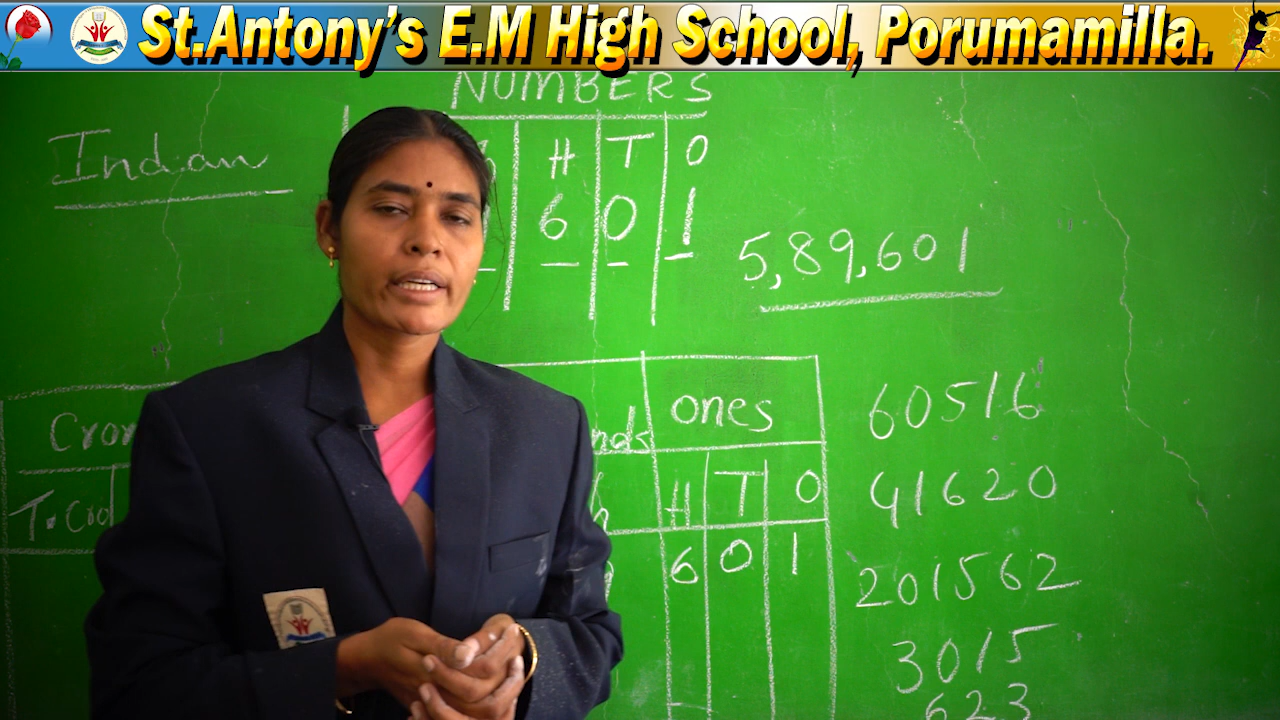 St.Antony's E.M High School, Porumamilla.
NUMBERS
Indian
H T O
6 0 1
5,89,601
ones
H T O
6 0 1
60516
41620
201562
3015
623